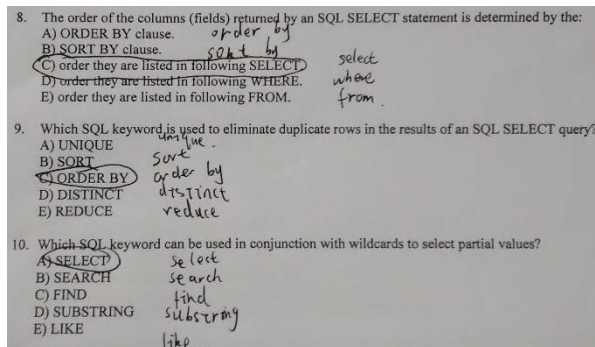 8. The order of the columns (fields) returned by an SQL SELECT statement is determined by the:
A) ORDER BY clause. order by
B) SORT BY clause. sort by
C) order they are listed in following SELECT. select
D) order they are listed in following WHERE. where
E) order they are listed in following FROM. from.
9. Which SQL keyword is used to eliminate duplicate rows in the results of an SQL SELECT query?
A) UNIQUE unique.
B) SORT sort
C) ORDER BY order by
D) DISTINCT distinct
E) REDUCE reduce
10. Which SQL keyword can be used in conjunction with wildcards to select partial values?
A) SELECT select
B) SEARCH search
C) FIND find
D) SUBSTRING substring
E) LIKE like